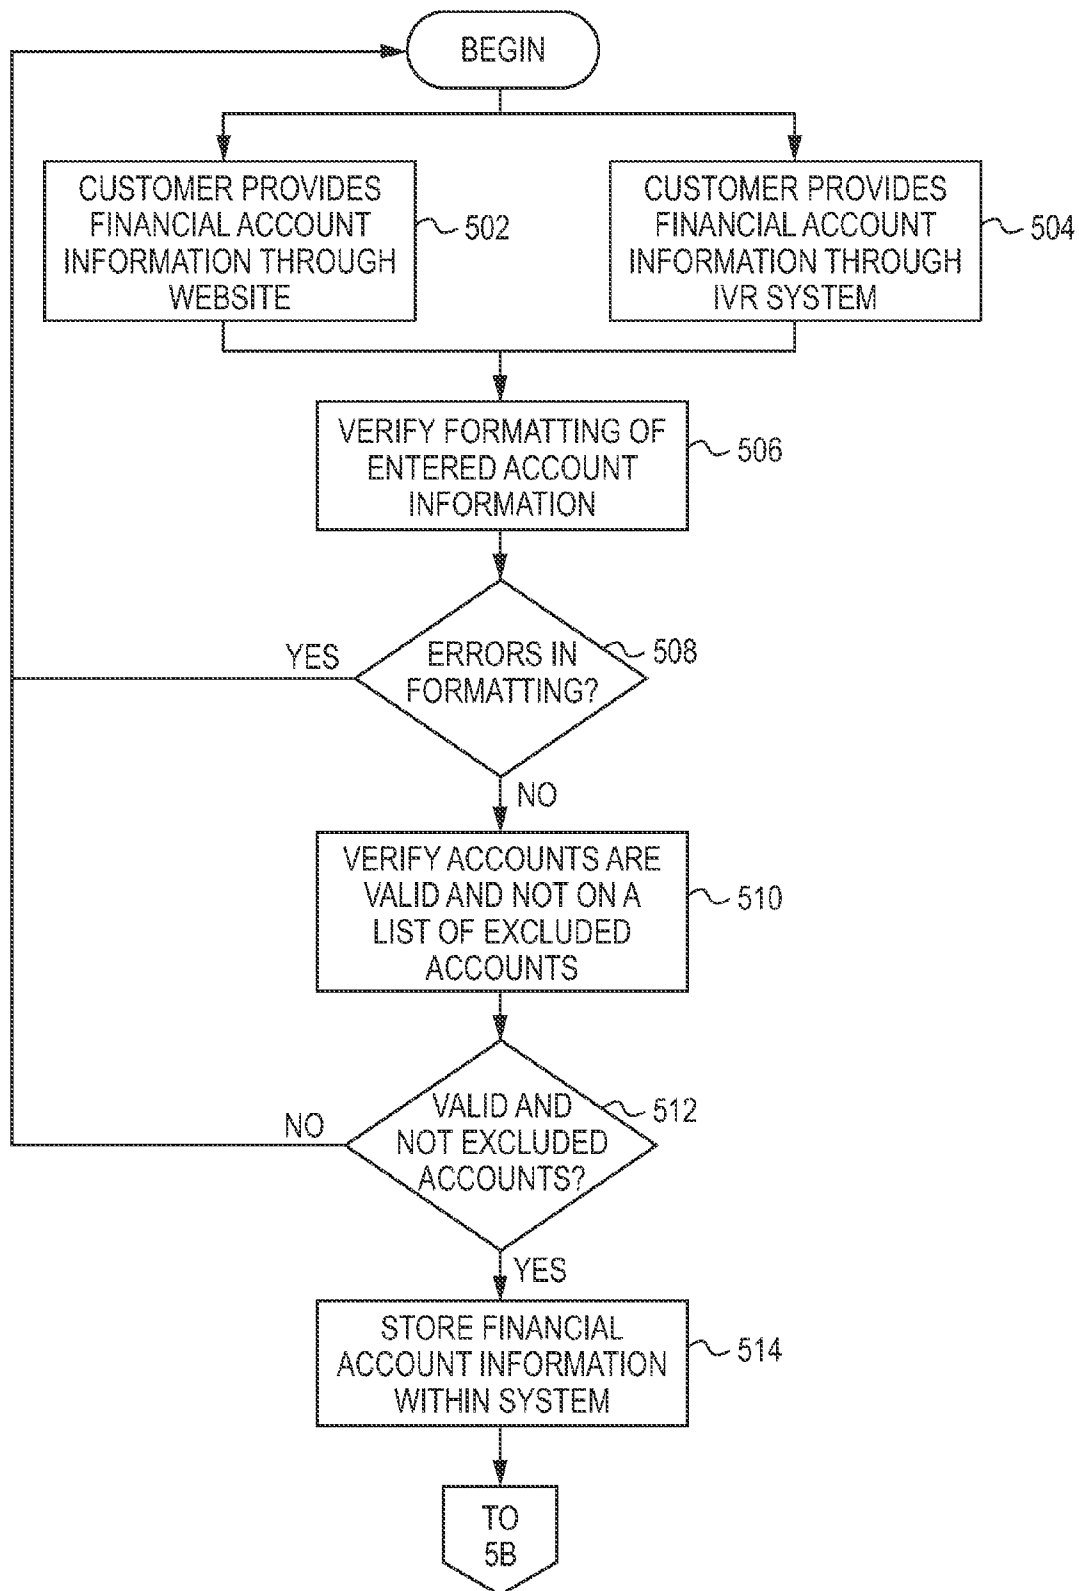 BEGIN
CUSTOMER PROVIDES
FINANCIAL ACCOUNT
INFORMATION THROUGH
WEBSITE
502
CUSTOMER PROVIDES
FINANCIAL ACCOUNT
INFORMATION THROUGH
IVR SYSTEM
504
VERIFY FORMATTING OF
ENTERED ACCOUNT
INFORMATION
506
ERRORS IN
FORMATTING?
508
YES
NO
VERIFY ACCOUNTS ARE
VALID AND NOT ON A
LIST OF EXCLUDED
ACCOUNTS
510
VALID AND
NOT EXCLUDED
ACCOUNTS?
512
NO
YES
STORE FINANCIAL
ACCOUNT INFORMATION
WITHIN SYSTEM
514
TO
5B